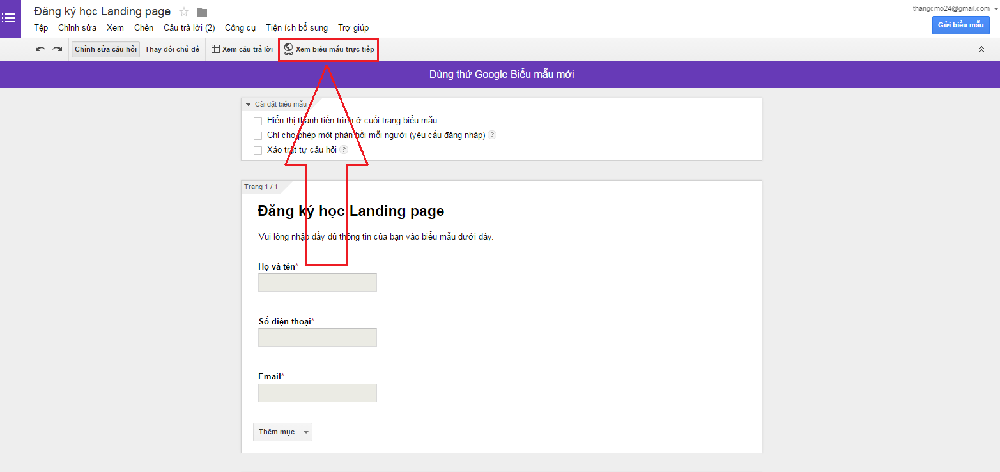 Đăng ký học Landing page
thangcmo24@gmail.com
Tệp Chỉnh sửa Xem Chèn Câu trả lời (2) Công cụ Tiện ích bổ sung Trợ giúp
Gửi biểu mẫu
Chỉnh sửa câu hỏi Thay đổi chủ đề Xem câu trả lời Xem biểu mẫu trực tiếp
Dùng thử Google Biểu mẫu mới
Cài đặt biểu mẫu
Hiển thị thanh tiến trình ở cuối trang biểu mẫu
Chỉ cho phép một phản hồi mỗi người (yêu cầu đăng nhập) ?
Xáo trật tự câu hỏi ?
Trang 1 / 1
Đăng ký học Landing page
Vui lòng nhập đầy đủ thông tin của bạn vào biểu mẫu dưới đây.
Họ và tên*
Số điện thoại*
Email*
Thêm mục